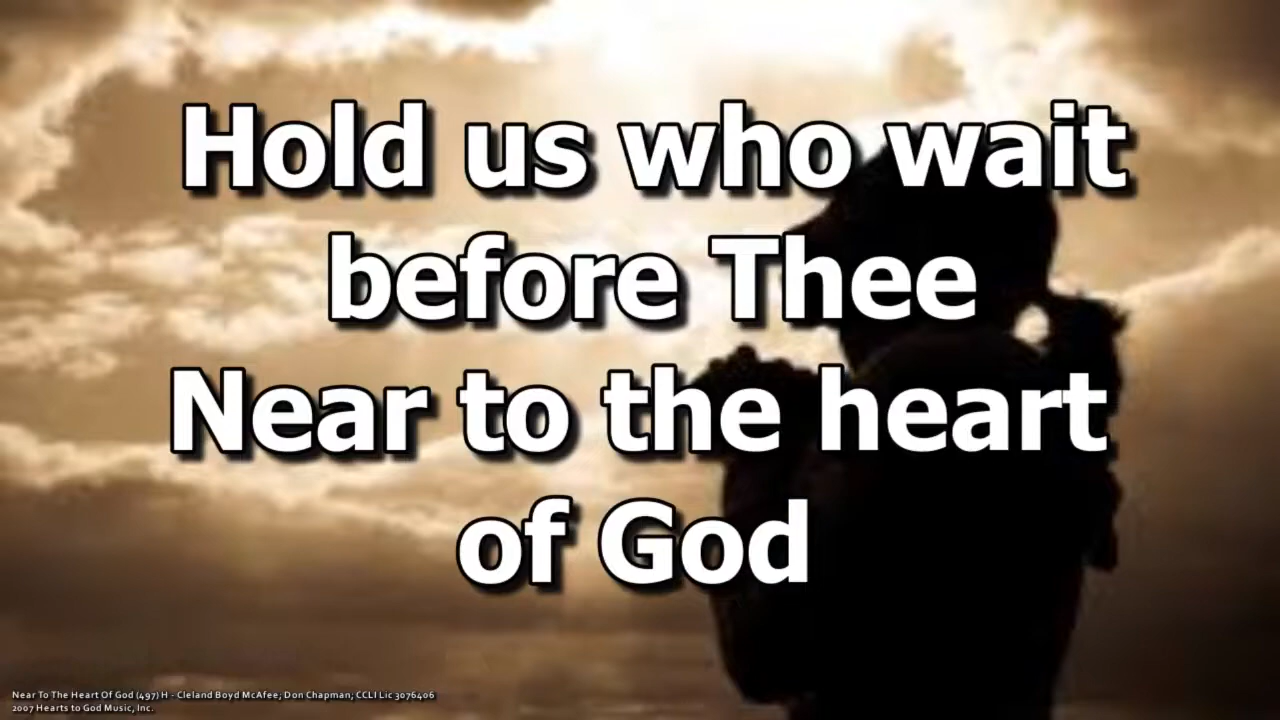 Hold us who wait
before Thee
Near to the heart
of God
Near To The Heart Of God (497) H - Cleland Boyd McAfee; Don Chapman; CCLI Lic 3076406
2007 Hearts to God Music, Inc.